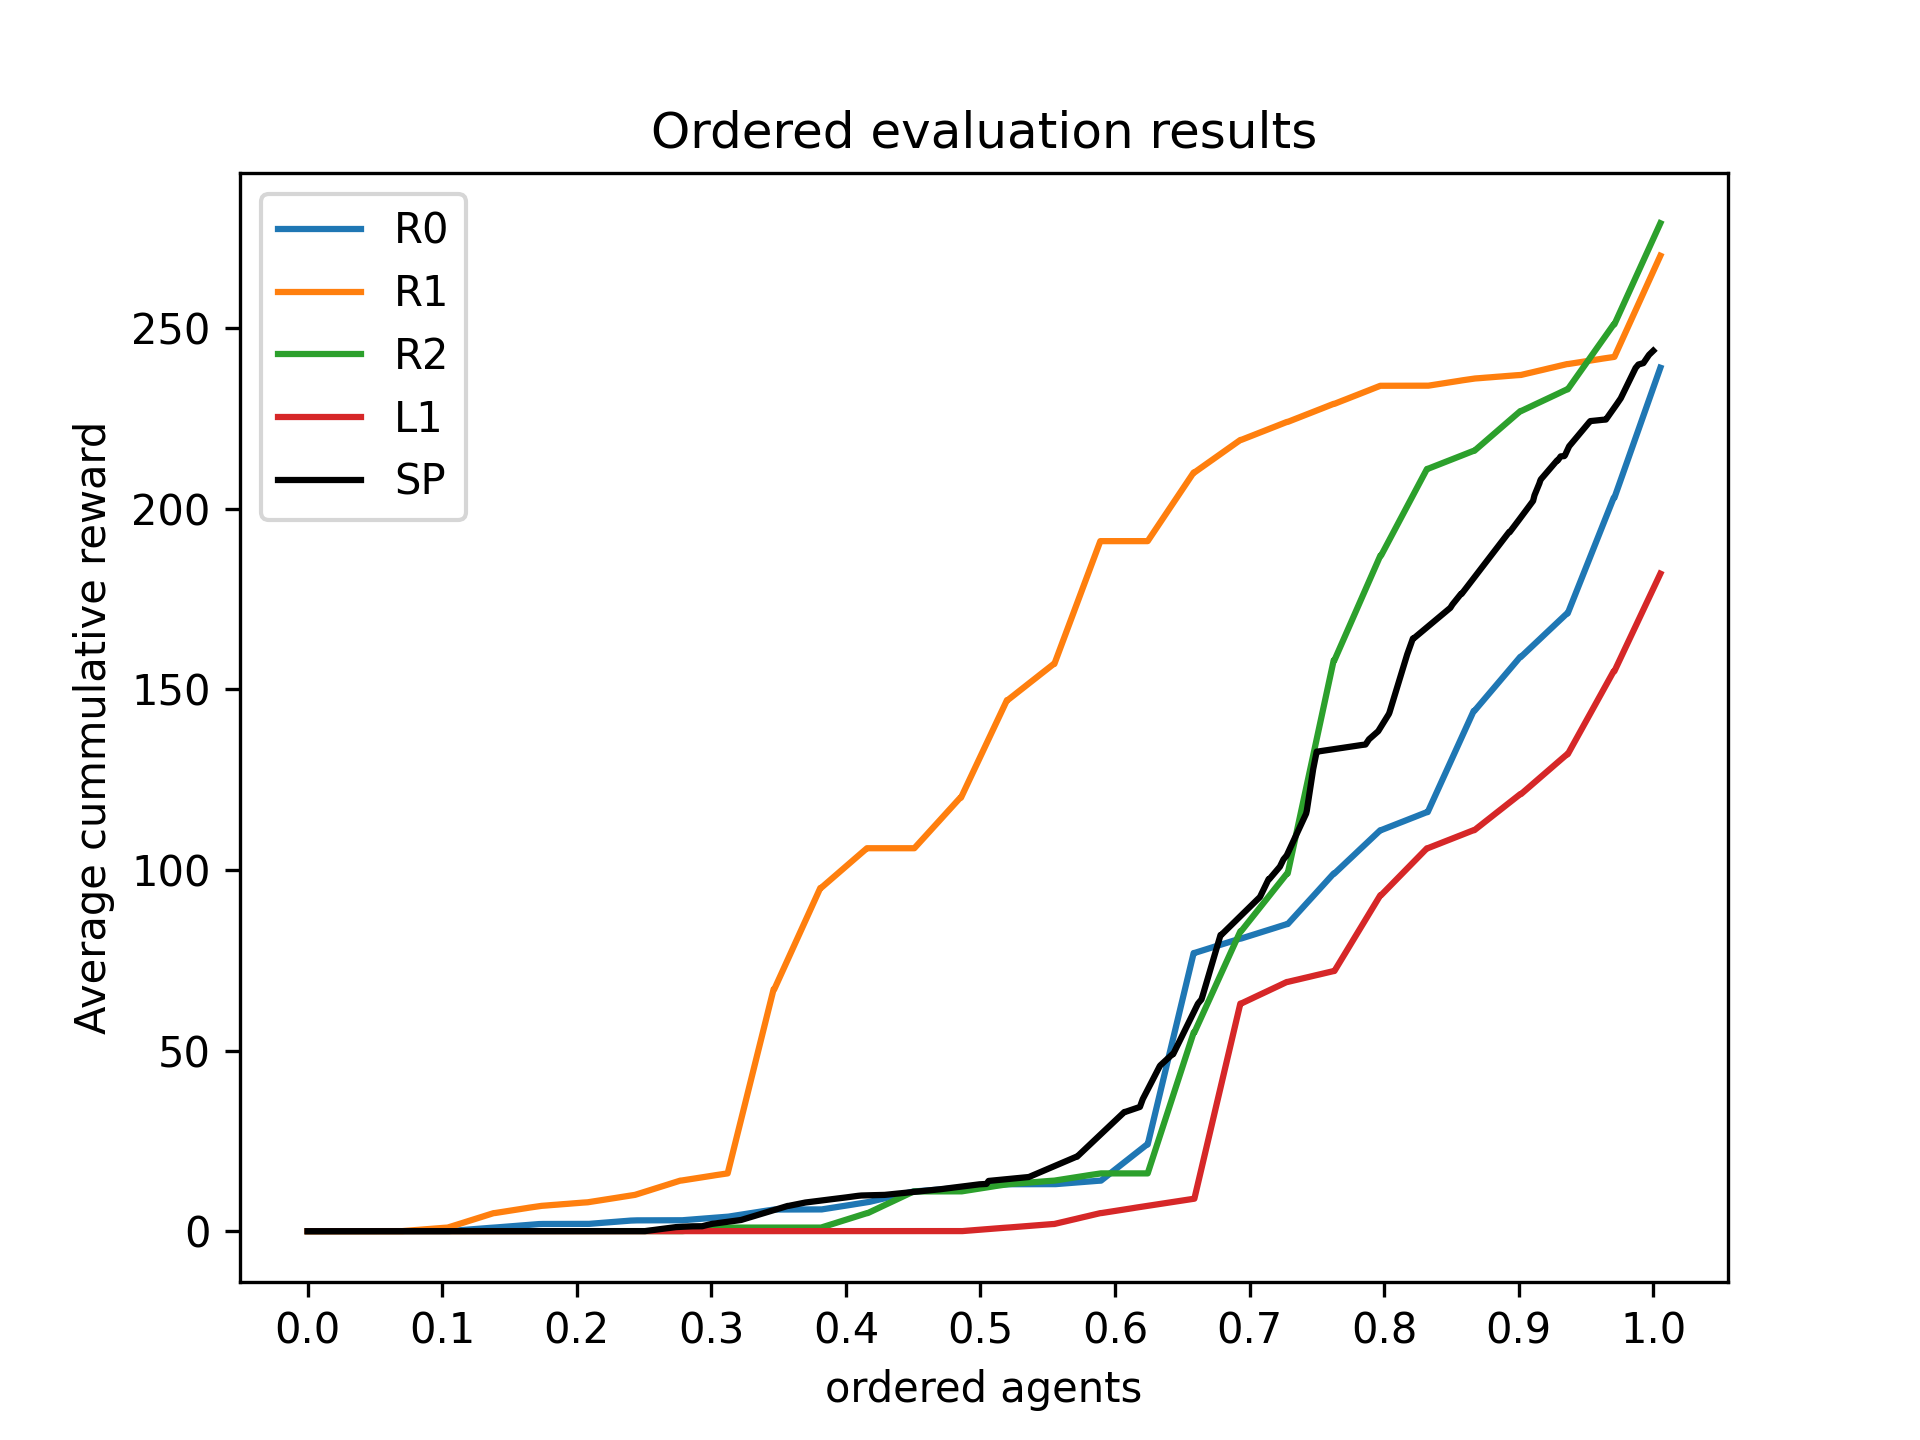 Ordered evaluation results
R0
R1
R2
L1
SP
Average cummulative reward
250
200
150
100
50
0
0.0 0.1 0.2 0.3 0.4 0.5 0.6 0.7 0.8 0.9 1.0
ordered agents